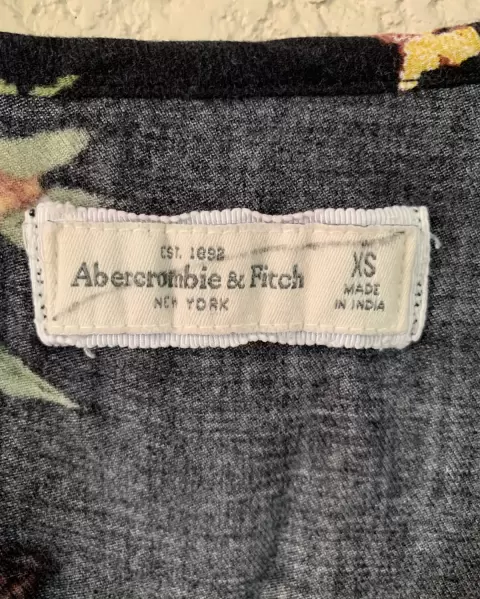 EST. 1892
Abercrombie & Fitch
NEW YORK
XS
MADE
IN INDIA